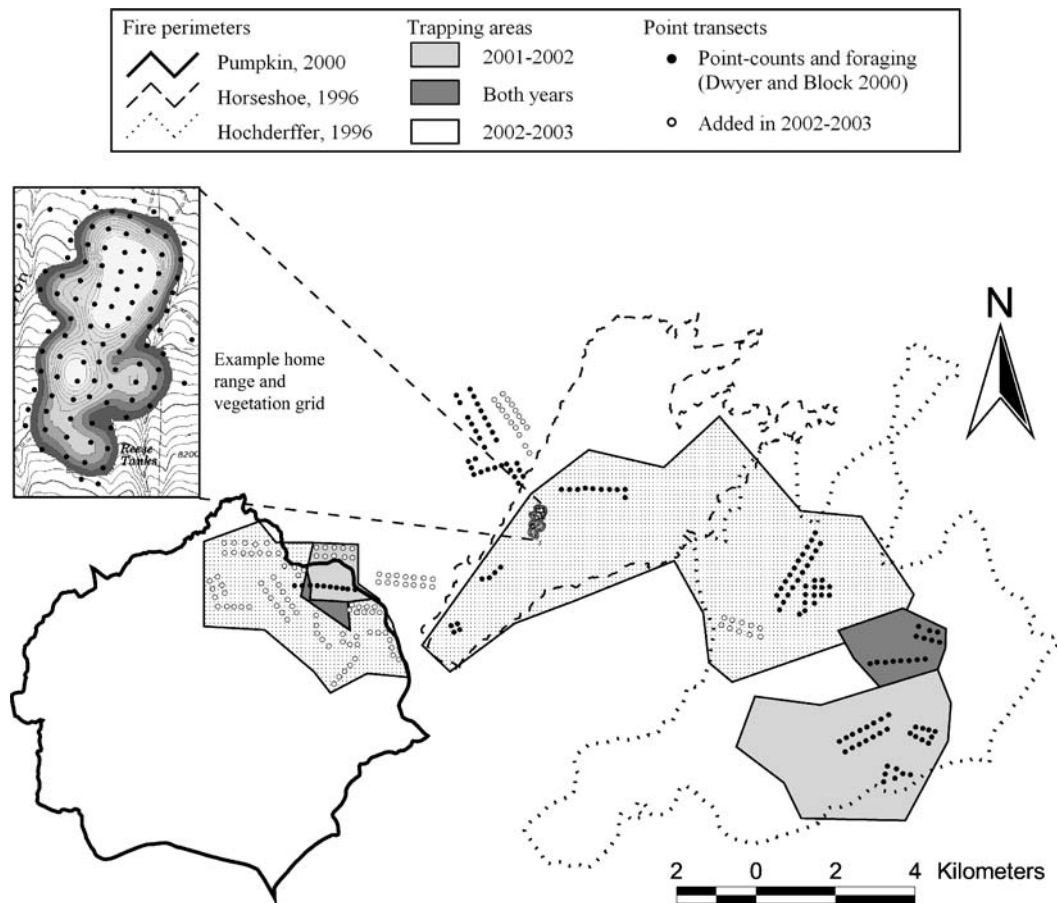 Fire perimeters
Pumpkin, 2000
Horseshoe, 1996
Hochderffer, 1996
Trapping areas
2001-2002
Both years
2002-2003
Point transects
Point-counts and foraging
(Dwyer and Block 2000)
Added in 2002-2003
Example home
range and
vegetation grid
Reese
Tanks
8200
N
2 0 2 4 Kilometers